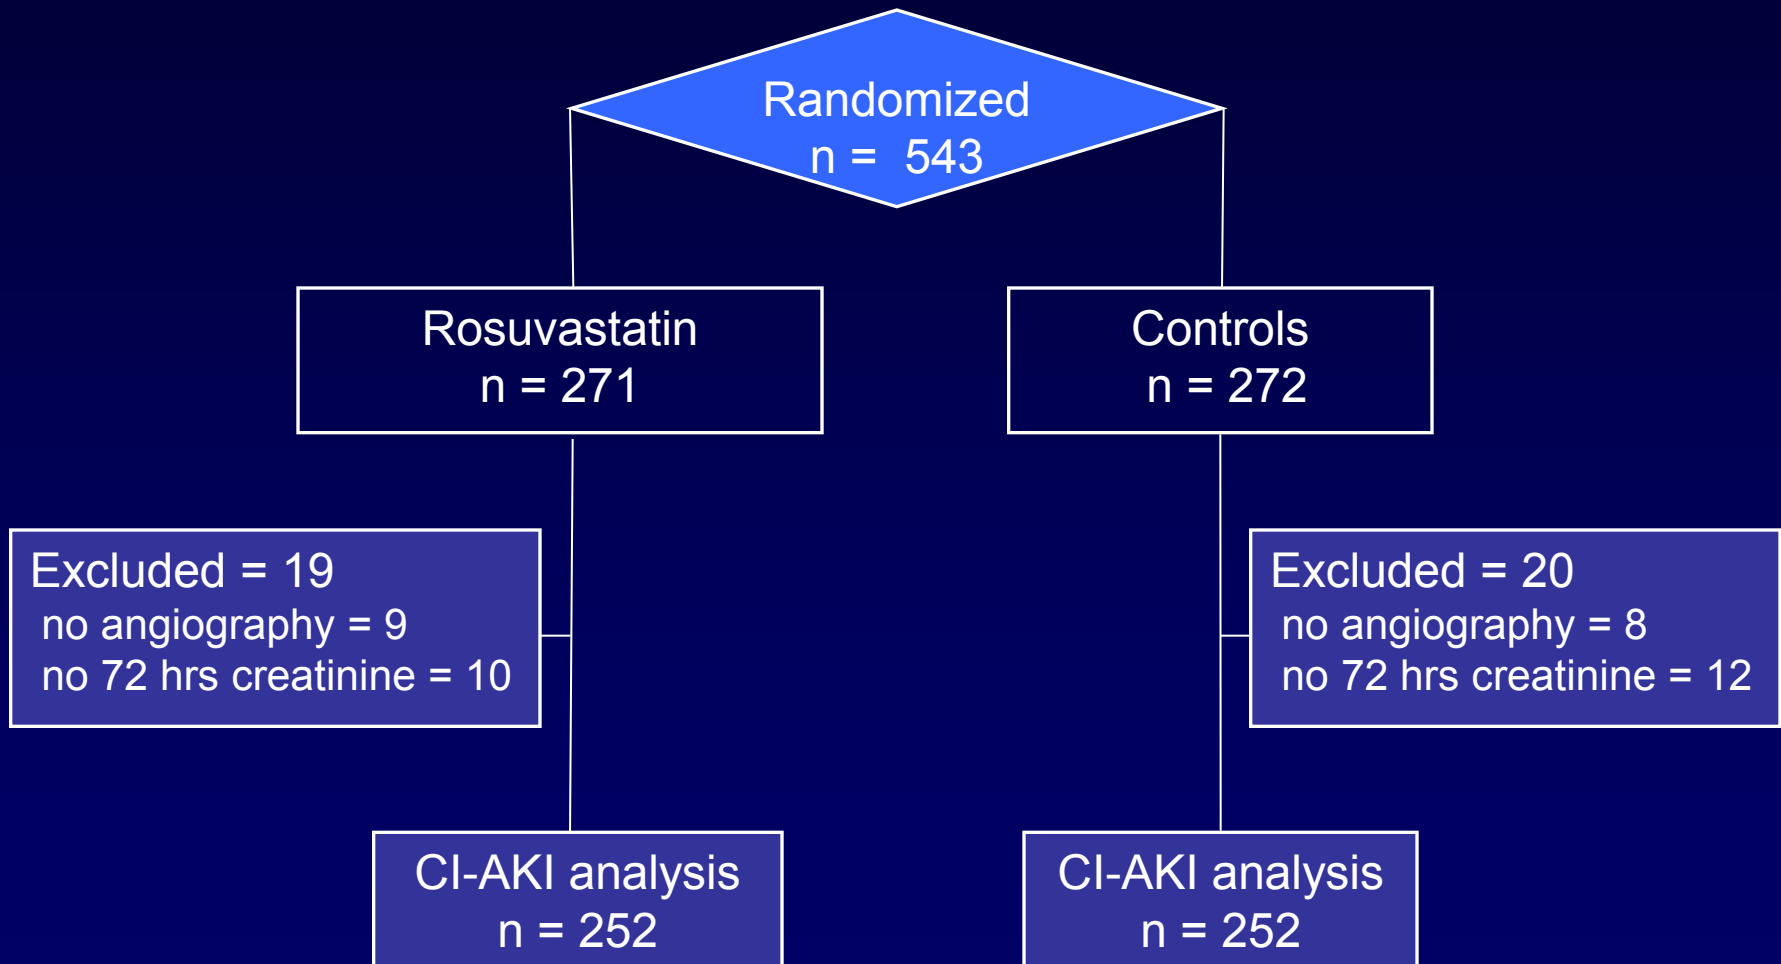 Randomized
n = 543
Rosuvastatin
n = 271
Controls
n = 272
Excluded = 19
no angiography = 9
no 72 hrs creatinine = 10
Excluded = 20
no angiography = 8
no 72 hrs creatinine = 12
CI-AKI analysis
n = 252
CI-AKI analysis
n = 252